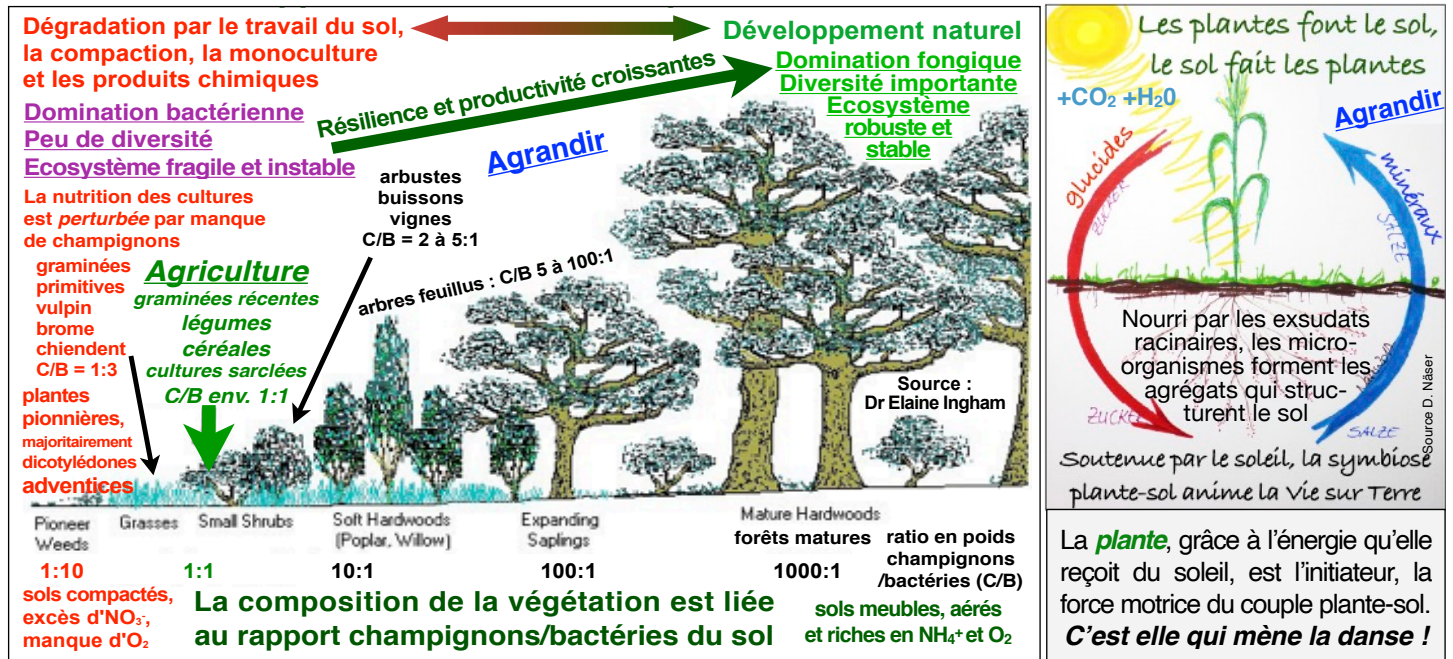 Dégradation par le travail du sol,
la compaction, la monoculture
et les produits chimiques
Développement naturel
Domination bactérienne
Peu de diversité
Ecosystème fragile et instable
Résilience et productivité croissantes
Domination fongique
Diversité importante
Ecosystème
robuste et
stable
Agrandir
La nutrition des cultures
est perturbée par manque
de champignons
graminées
primitives
vulpin
brome
chiendent
C/B = 1:3
plantes
pionnières,
majoritairement
dicotylédones
adventices
Agriculture
graminées récentes
légumes
céréales
cultures sarclées
C/B env. 1:1
arbustes
buissons
vignes
C/B = 2 à 5:1
arbres feuillus : C/B 5 à 100:1
Source :
Dr Elaine Ingham
Pioneer
Weeds
Grasses
Small Shrubs
Soft Hardwoods
(Poplar, Willow)
Expanding
Saplings
Mature Hardwoods
forêts matures
ratio en poids
champignons
/bactéries (C/B)
1:10
1:1
10:1
100:1
1000:1
sols compactés,
excès d'NO₃⁻,
manque d'O₂
La composition de la végétation est liée
au rapport champignons/bactéries du sol
sols meubles, aérés
et riches en NH₄⁺ et O₂
Les plantes font le sol,
le sol fait les plantes
+CO₂ +H₂0
Agrandir
glucides
minéraux
ZUCKER
SALZE
Nourri par les exsudats
racinaires, les micro-
organismes forment les
agrégats qui struc-
turent le sol
ZUCKER
SALZE
Source D. Näser
Soutenue par le soleil, la symbiose
plante-sol anime la Vie sur Terre
La plante, grâce à l'énergie qu'elle
reçoit du soleil, est l'initiateur, la
force motrice du couple plante-sol.
C'est elle qui mène la danse !